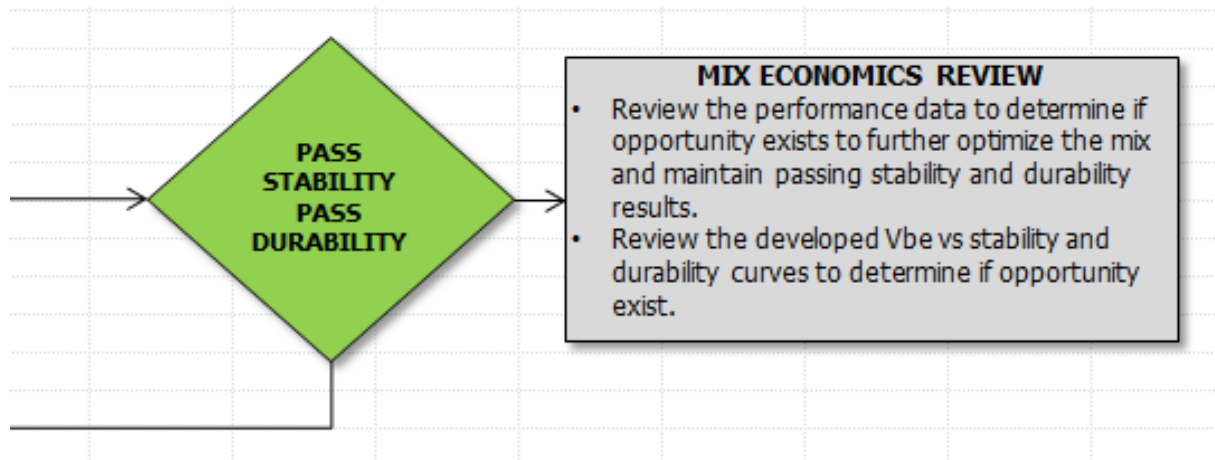 PASS
STABILITY
PASS
DURABILITY
MIX ECONOMICS REVIEW
• Review the performance data to determine if
opportunity exists to further optimize the mix
and maintain passing stability and durability
results.
• Review the developed Vbe vs stability and
durability curves to determine if opportunity
exist.